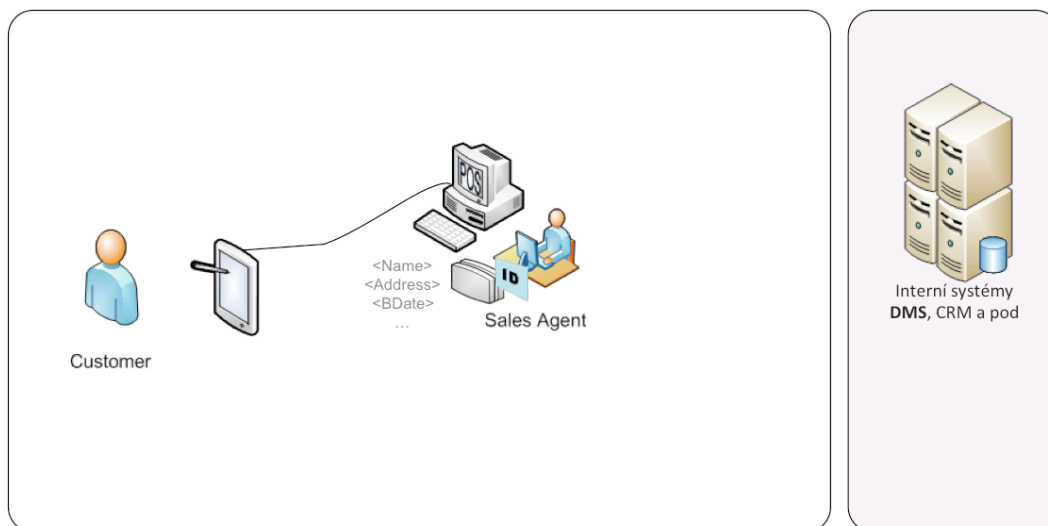 POS
<Name>
<Address>
<BDate>
...
ID
Sales Agent
Customer
Interní systémy
DMS, CRM a pod